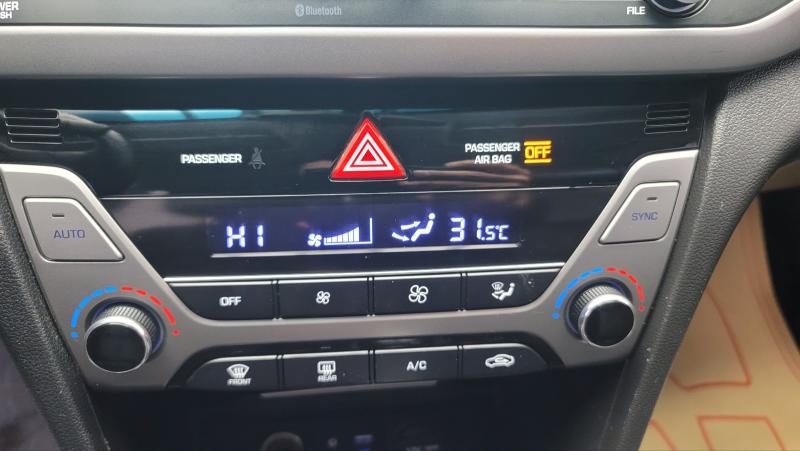 Bluetooth
FILE
PASSENGER
PASSENGER
AIR BAG OFF
AUTO
SYNC
HI
31.5°C
OFF
FRONT
REAR
A/C